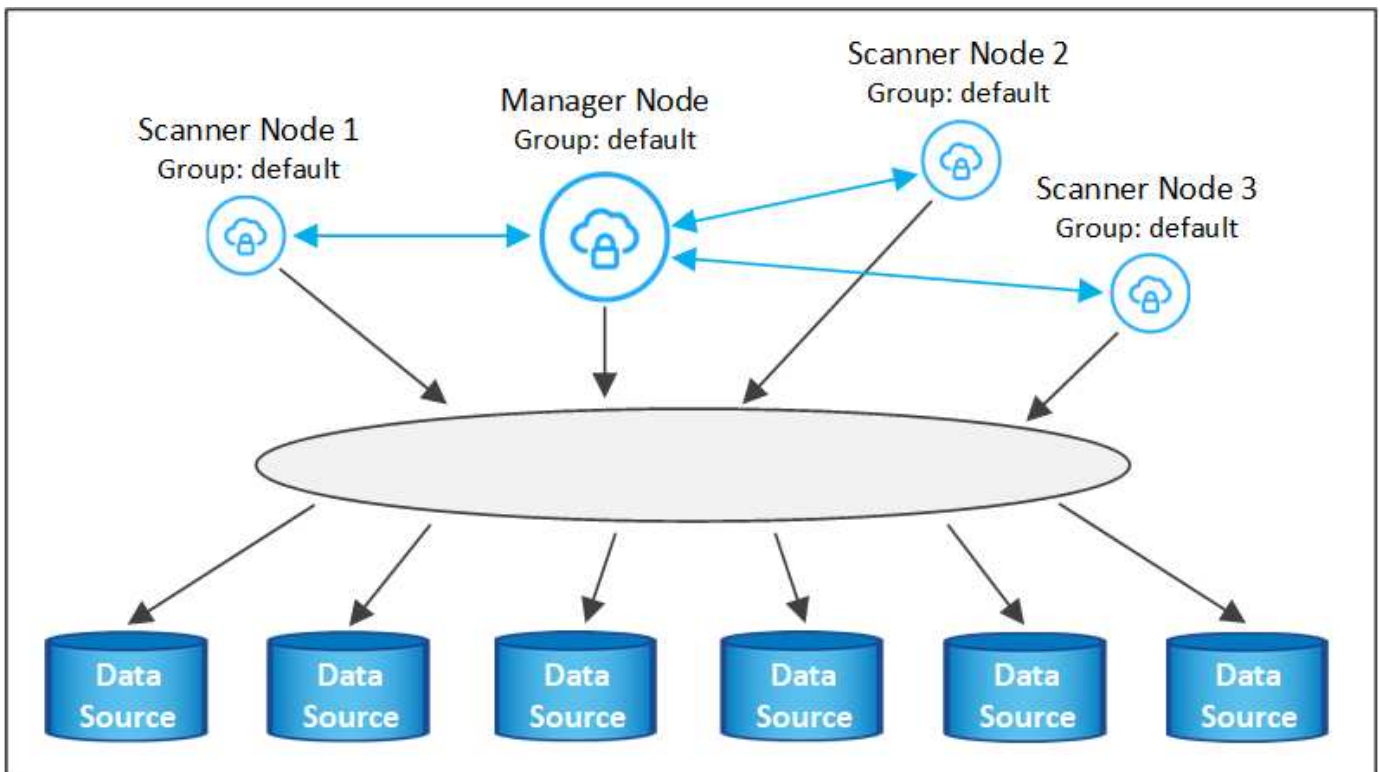 Scanner Node 1
Group: default
Manager Node
Group: default
Scanner Node 2
Group: default
Scanner Node 3
Group: default
Data
Source
Data
Source
Data
Source
Data
Source
Data
Source
Data
Source